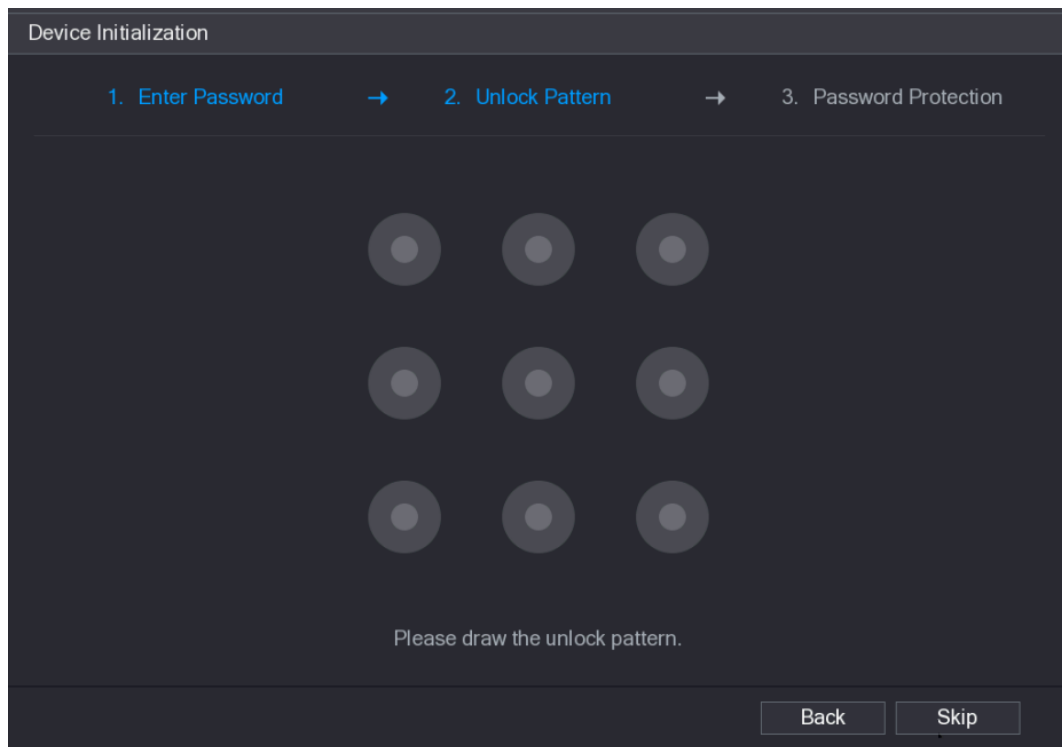 Device Initialization
1. Enter Password → 2. Unlock Pattern → 3. Password Protection
Please draw the unlock pattern.
Back Skip